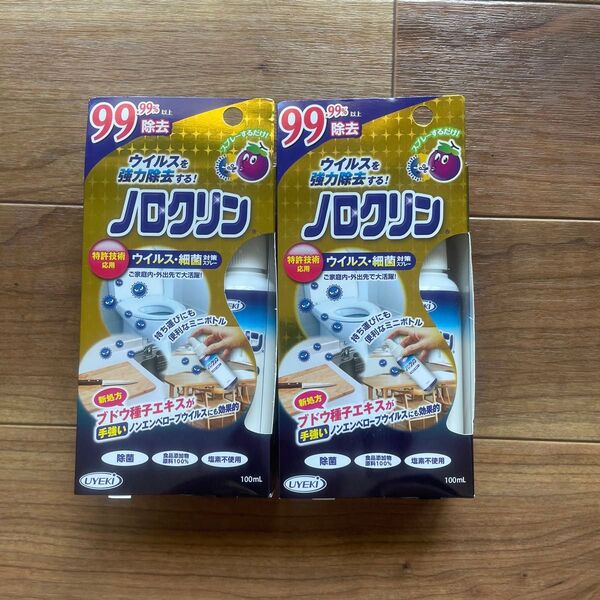 99.99%以上
除去
スプレーするだけ!
ウイルスを
強力除去する!
ノロクリン
特許技術
応用
ウイルス・細菌対策
スプレー
ご家庭内・外出先で大活躍!
持ち運びにも
便利なミニボトル
新処方
ブドウ種子エキスが
手強いノンエンベロープウイルスにも効果的
除菌
食品添加物
原料100%
塩素不使用
UYEKI
100mL
99.99%以上
除去
スプレーするだけ!
ウイルスを
強力除去する!
ノロクリン
特許技術
応用
ウイルス・細菌対策
スプレー
ご家庭内・外出先で大活躍!
持ち運びにも
便利なミニボトル
新処方
ブドウ種子エキスが
手強いノンエンベロープウイルスにも効果的
除菌
食品添加物
原料100%
塩素不使用
UYEKI
100mL